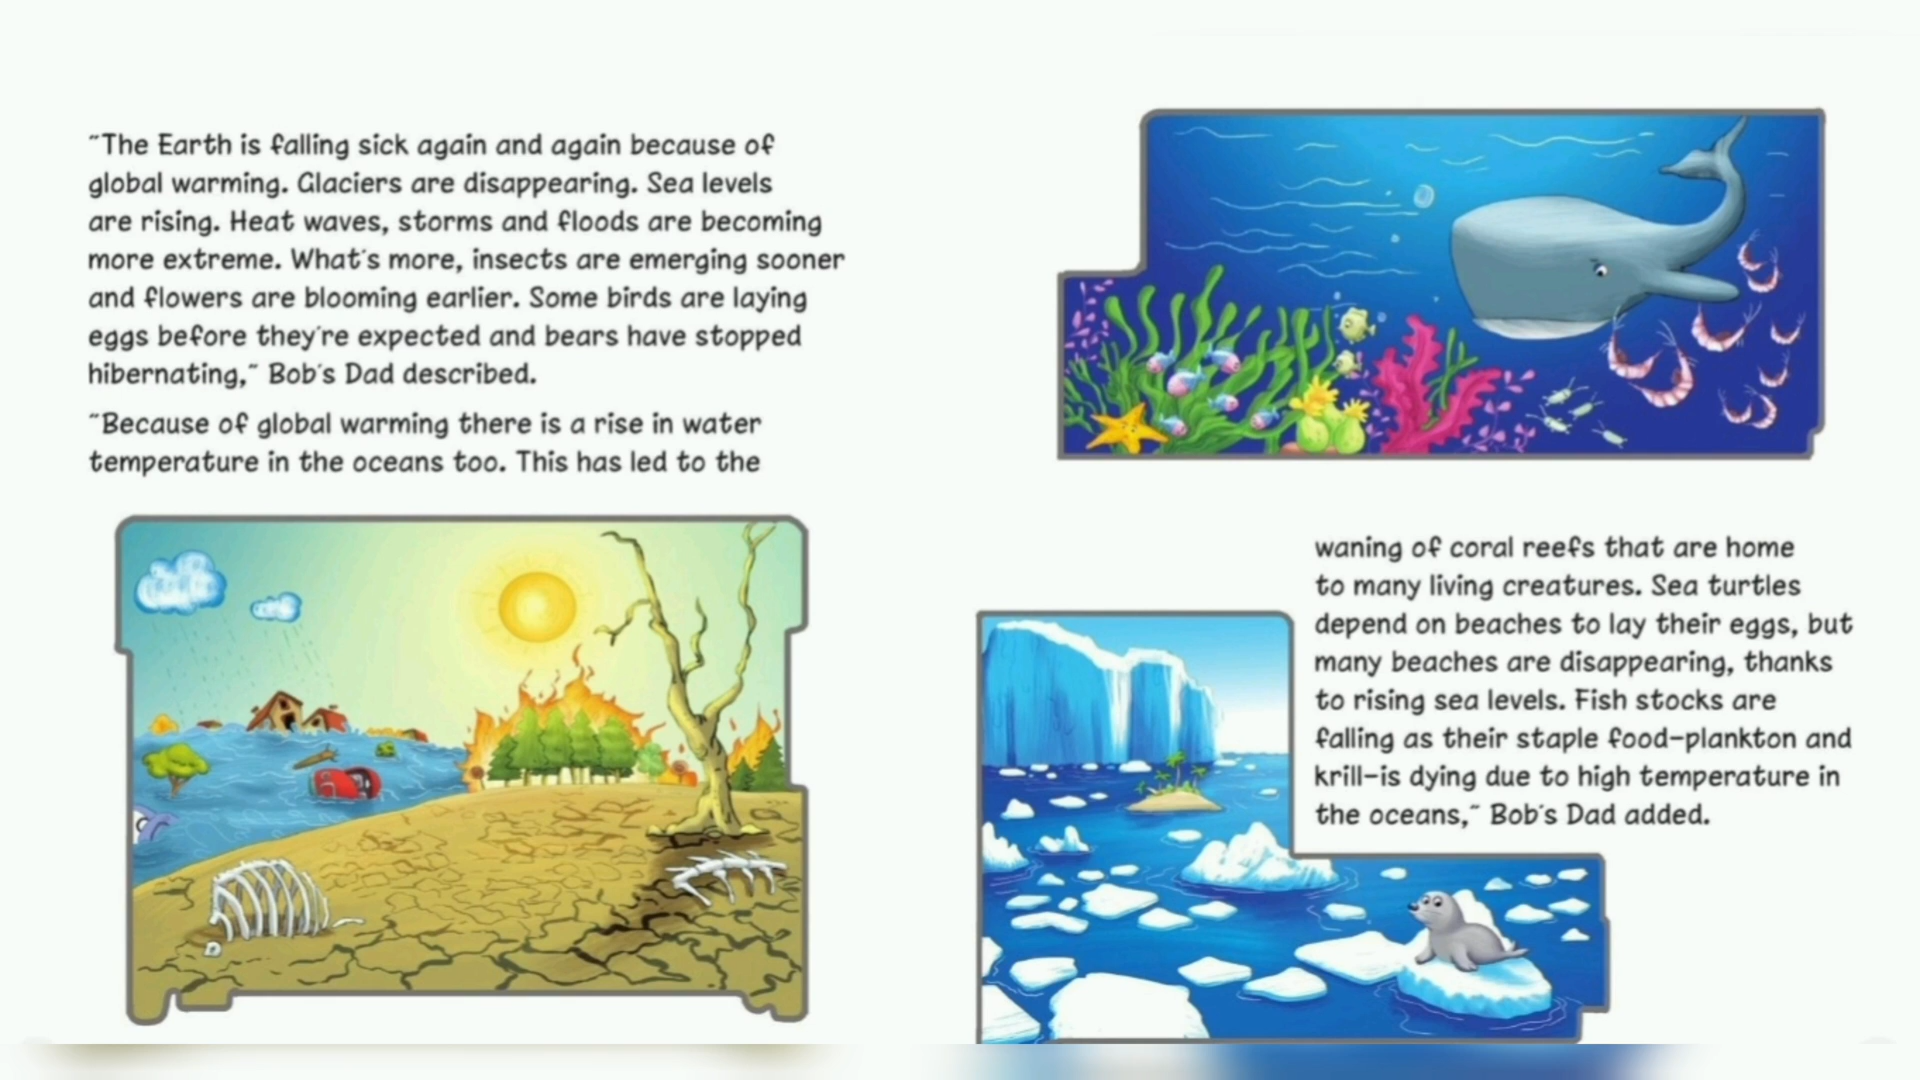 "The Earth is falling sick again and again because of
global warming. Glaciers are disappearing. Sea levels
are rising. Heat waves, storms and floods are becoming
more extreme. What's more, insects are emerging sooner
and flowers are blooming earlier. Some birds are laying
eggs before they're expected and bears have stopped
hibernating," Bob's Dad described.
"Because of global warming there is a rise in water
temperature in the oceans too. This has led to the
waning of coral reefs that are home
to many living creatures. Sea turtles
depend on beaches to lay their eggs, but
many beaches are disappearing, thanks
to rising sea levels. Fish stocks are
falling as their staple food-plankton and
krill-is dying due to high temperature in
the oceans," Bob's Dad added.